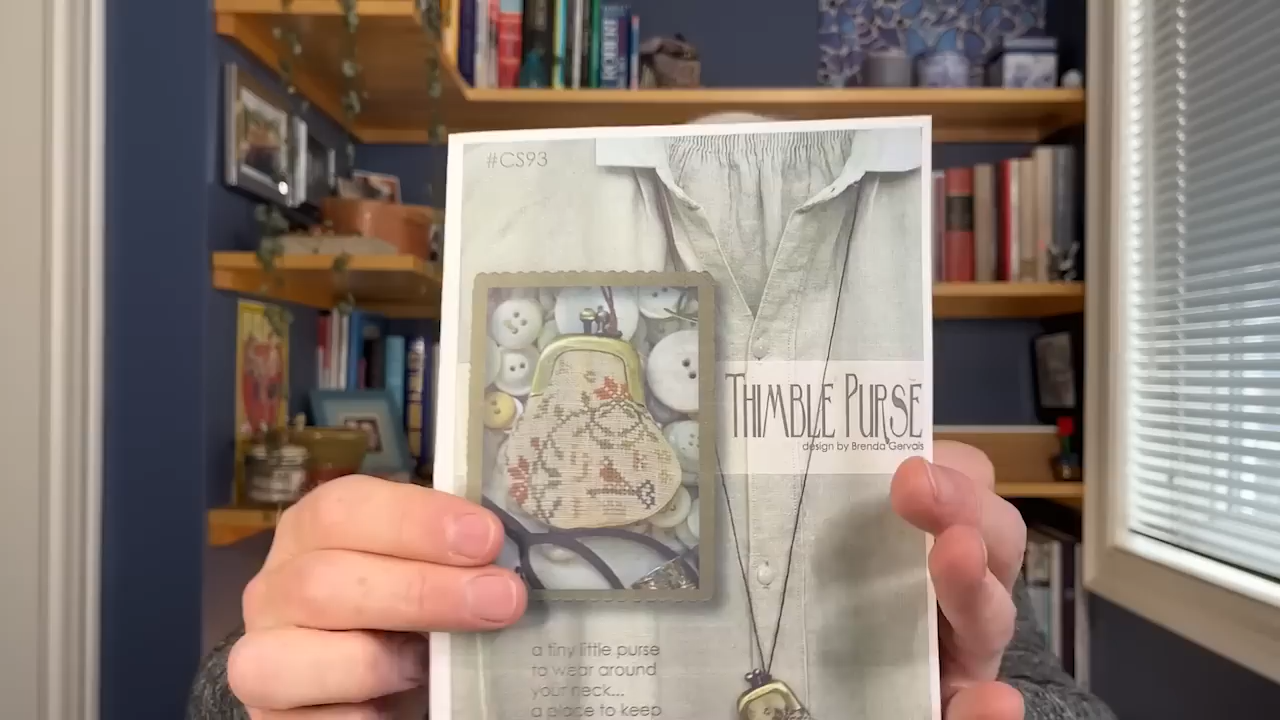 #CS93
THIMBLE PURSE
design by Brenda Gervais
a tiny little purse
to wear around
your neck...
a place to keep